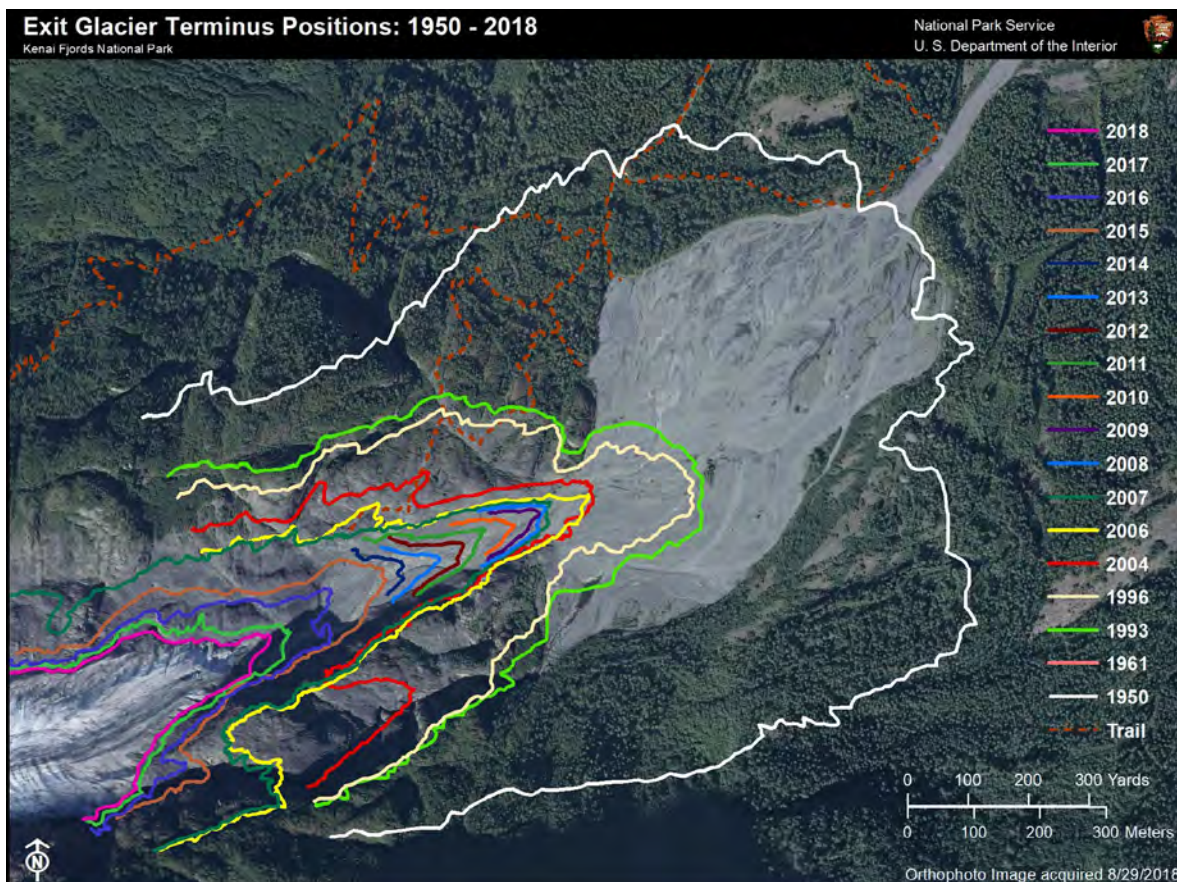 Exit Glacier Terminus Positions: 1950 - 2018
Kenai Fjords National Park
National Park Service
U. S. Department of the Interior
2018
2017
2016
2015
2014
2013
2012
2011
2010
2009
2008
2007
2006
2004
1996
1993
1961
1950
Trail
0 100 200 300 Yards
0 100 200 300 Meters
N
Orthophoto Image acquired 8/29/2018